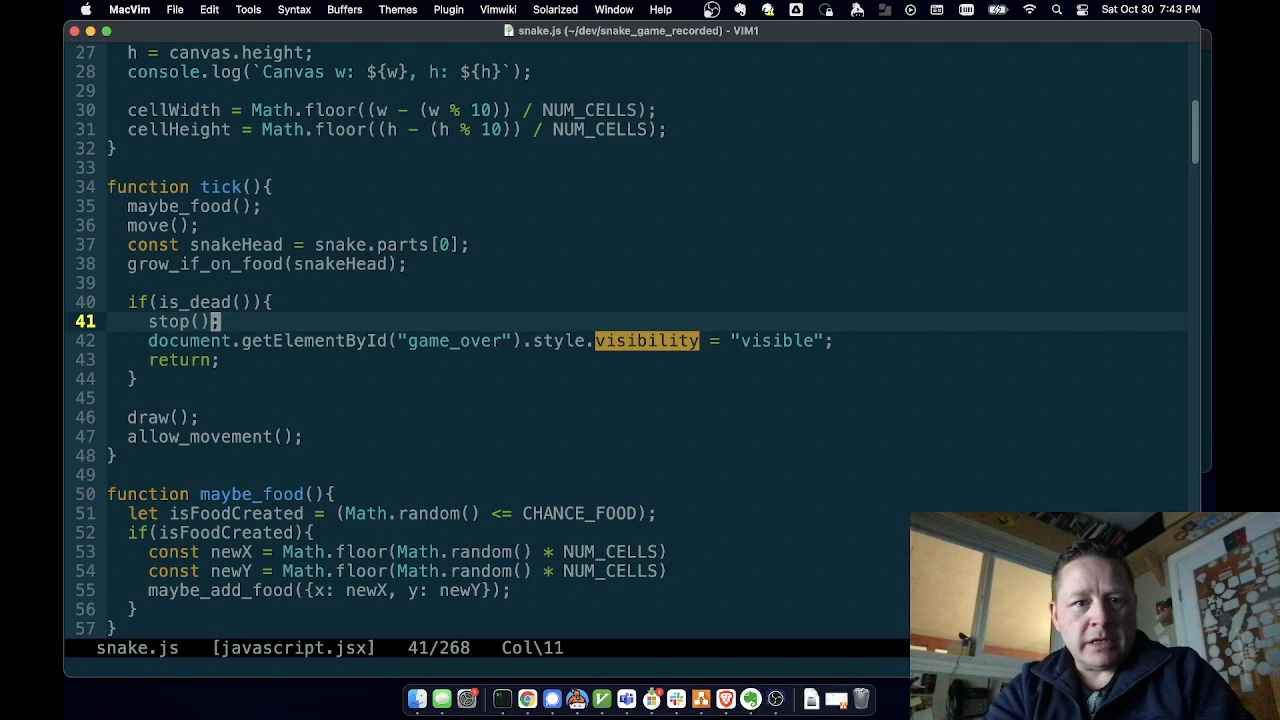 MacVim File Edit Tools Syntax Buffers Themes Plugin Vimwiki Solarized Window Help Sat Oct 30 7:43 PM
snake.js (~/dev/snake_game_recorded) - VIM1
27 h = canvas.height;
28 console.log(`Canvas w: ${w}, h: ${h}`);
29
30 cellWidth = Math.floor((w - (w % 10)) / NUM_CELLS);
31 cellHeight = Math.floor((h - (h % 10)) / NUM_CELLS);
32 }
33
34 function tick(){
35 maybe_food();
36 move();
37 const snakeHead = snake.parts[0];
38 grow_if_on_food(snakeHead);
39
40 if(is_dead()){
41 stop();
42 document.getElementById("game_over").style.visibility = "visible";
43 return;
44 }
45
46 draw();
47 allow_movement();
48 }
49
50 function maybe_food(){
51 let isFoodCreated = (Math.random() <= CHANCE_FOOD);
52 if(isFoodCreated){
53 const newX = Math.floor(Math.random() * NUM_CELLS)
54 const newY = Math.floor(Math.random() * NUM_CELLS)
55 maybe_add_food({x: newX, y: newY});
56 }
57 }
snake.js [javascript.jsx] 41/268 Col\11